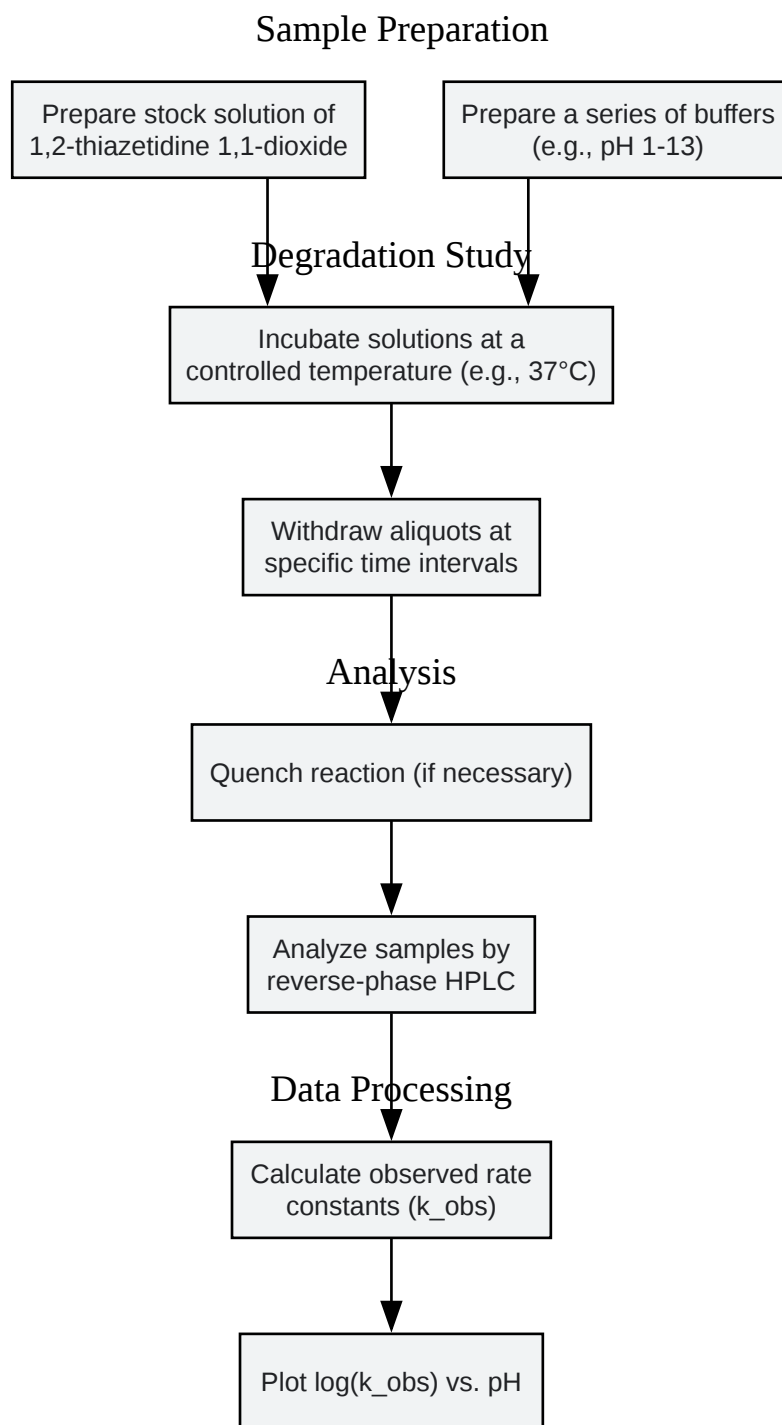 Sample Preparation
Prepare stock solution of
1,2-thiazetidine 1,1-dioxide
Prepare a series of buffers
(e.g., pH 1-13)
Degradation Study
Incubate solutions at a
controlled temperature (e.g., 37°C)
Withdraw aliquots at
specific time intervals
Analysis
Quench reaction (if necessary)
Analyze samples by
reverse-phase HPLC
Data Processing
Calculate observed rate
constants (k_obs)
Plot log(k_obs) vs. pH